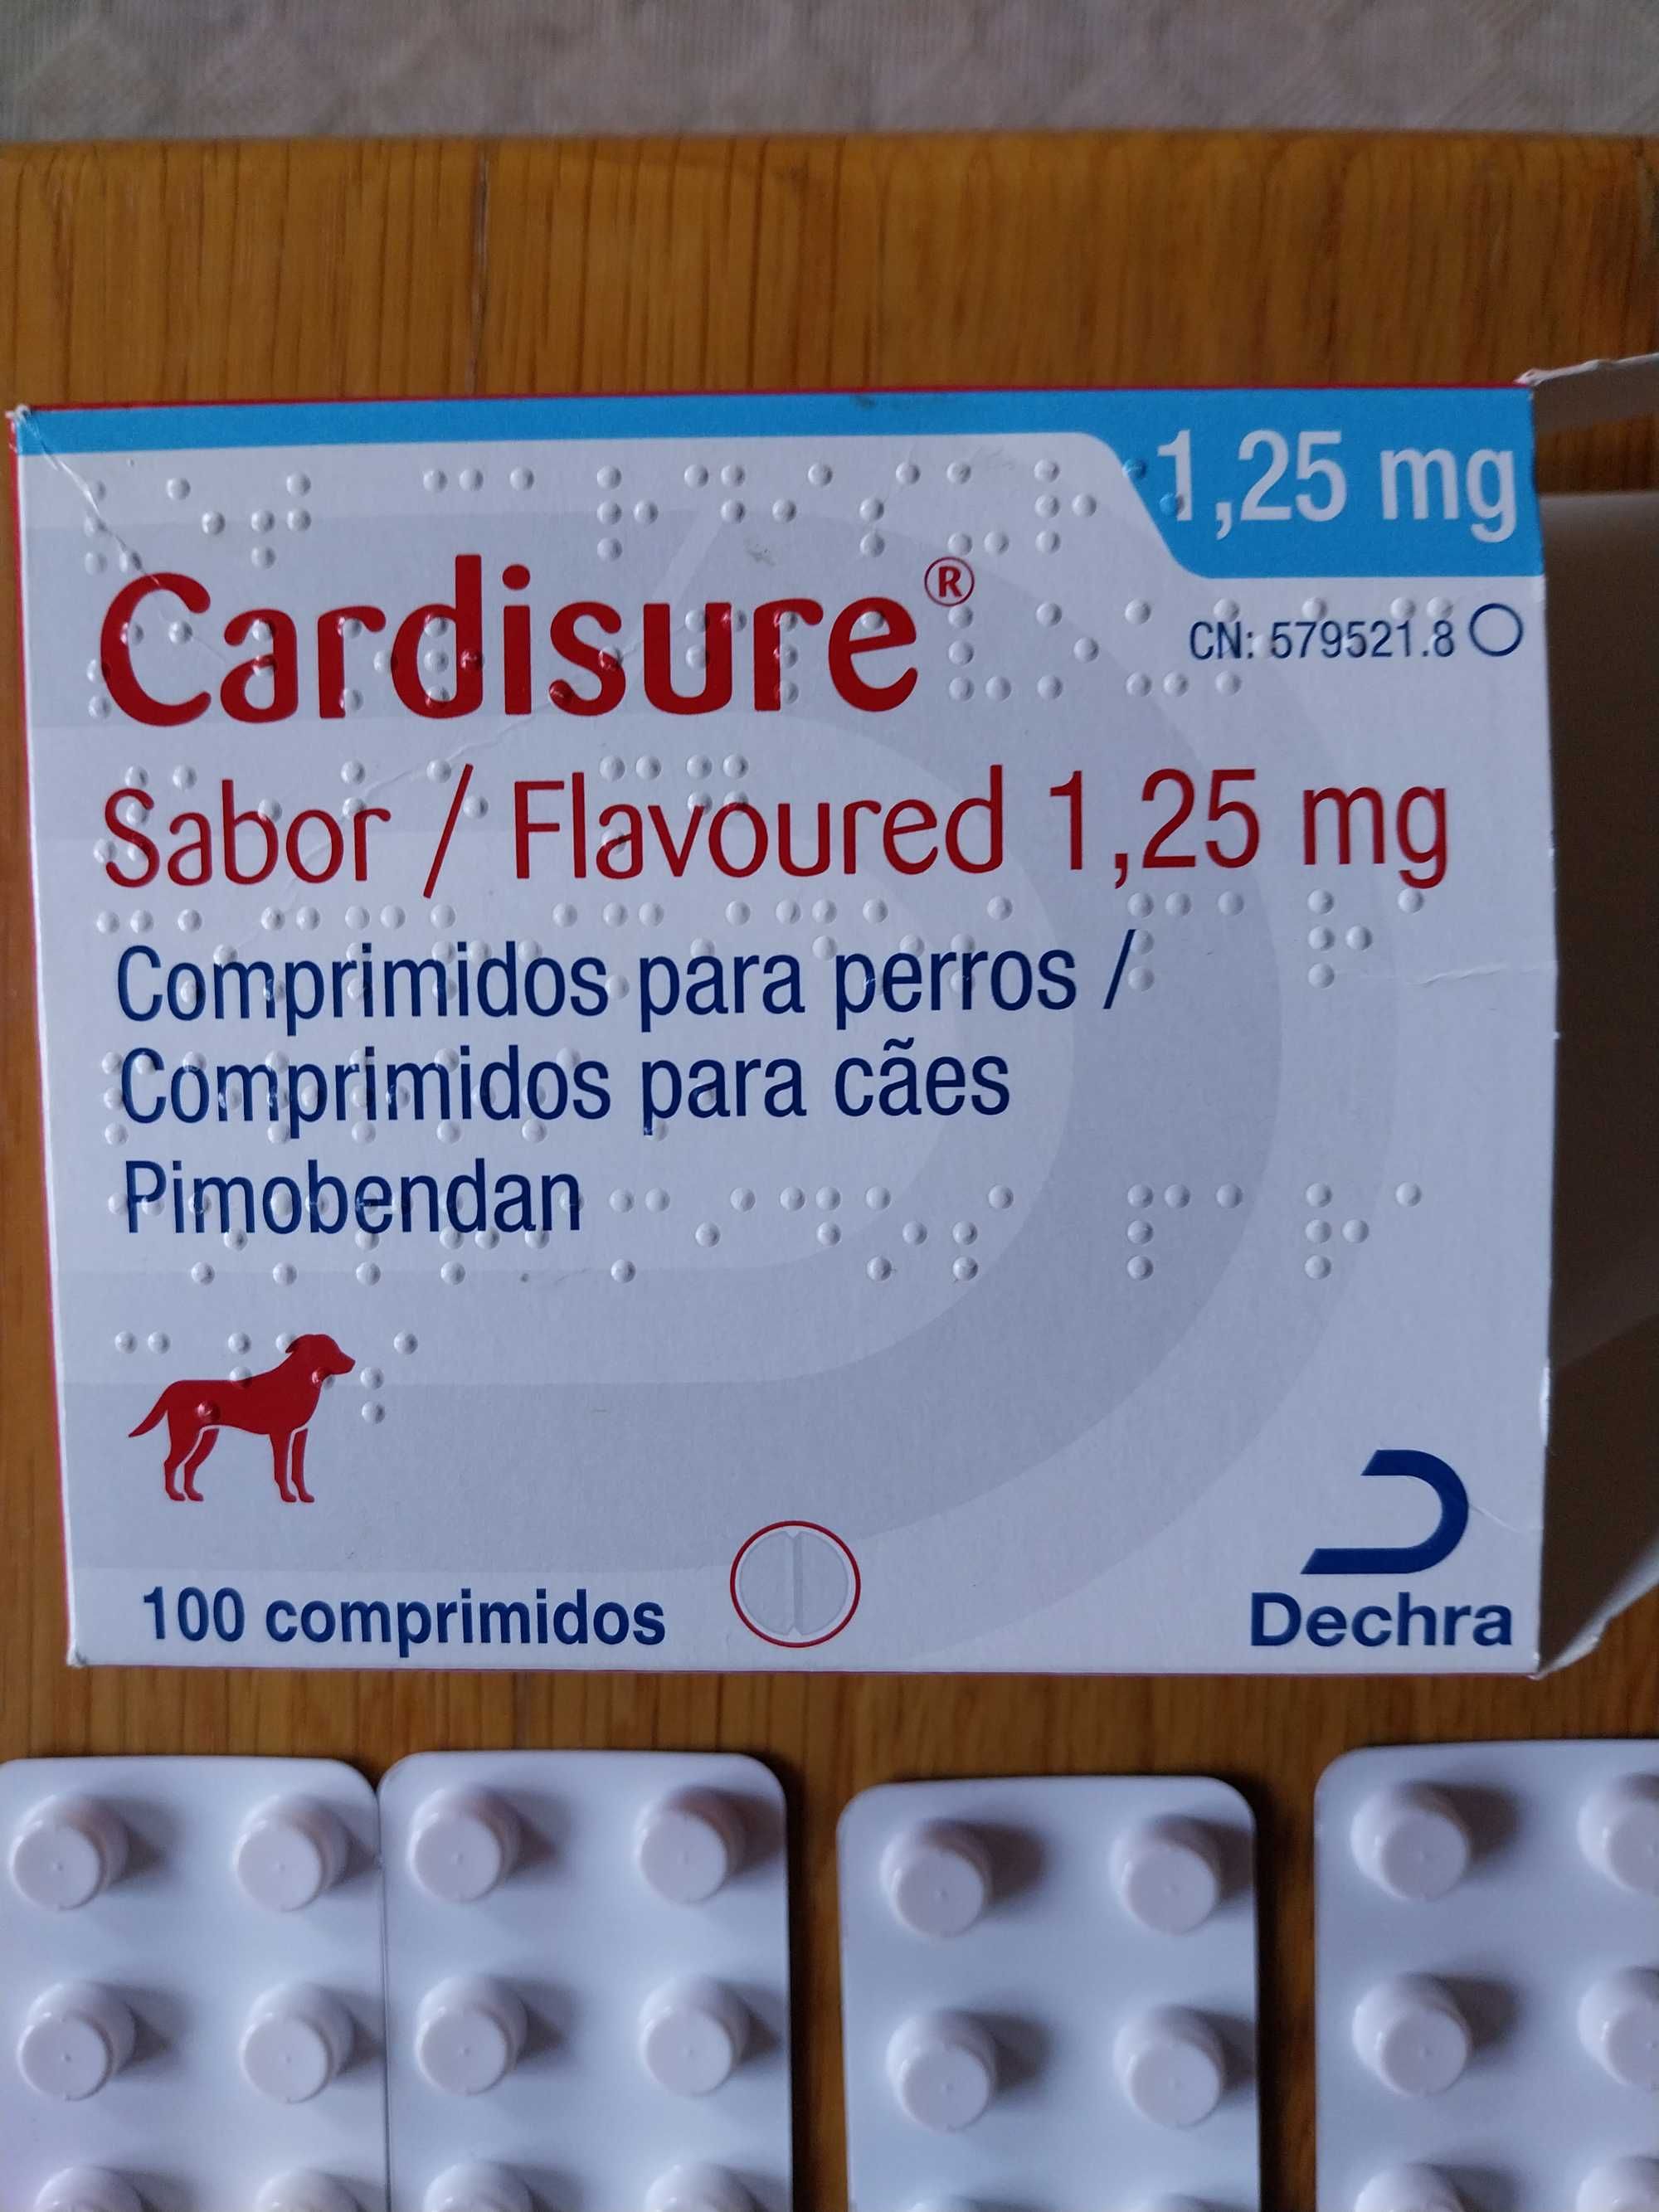 1,25 mg
Cardisure®
CN: 579521.8
Sabor / Flavoured 1,25 mg
Comprimidos para perros /
Comprimidos para cães
Pimobendan
100 comprimidos
Dechra